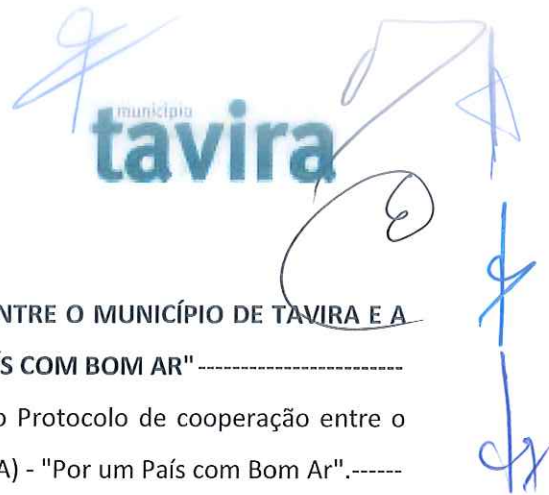 município
tavira
NTRE O MUNICÍPIO DE TAVIRA E A
ÍS COM BOM AR"------------------------
o Protocolo de cooperação entre o
A) - "Por um País com Bom Ar".------